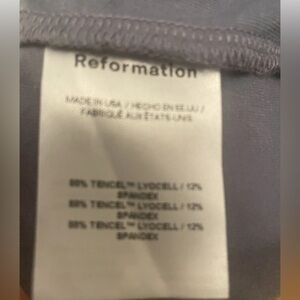 Reformation
MADE IN USA / HECHO EN EE.UU /
FABRIQUÉ AUX ÉTATS-UNIS
88% TENCEL™ LYOCELL / 12%
SPANDEX
88% TENCEL™ LYOCELL / 12%
SPANDEX
88% TENCEL™ LYOCELL / 12%
SPANDEX